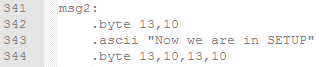 341 msg2:
342 .byte 13,10
343 .ascii "Now we are in SETUP"
344 .byte 13,10,13,10